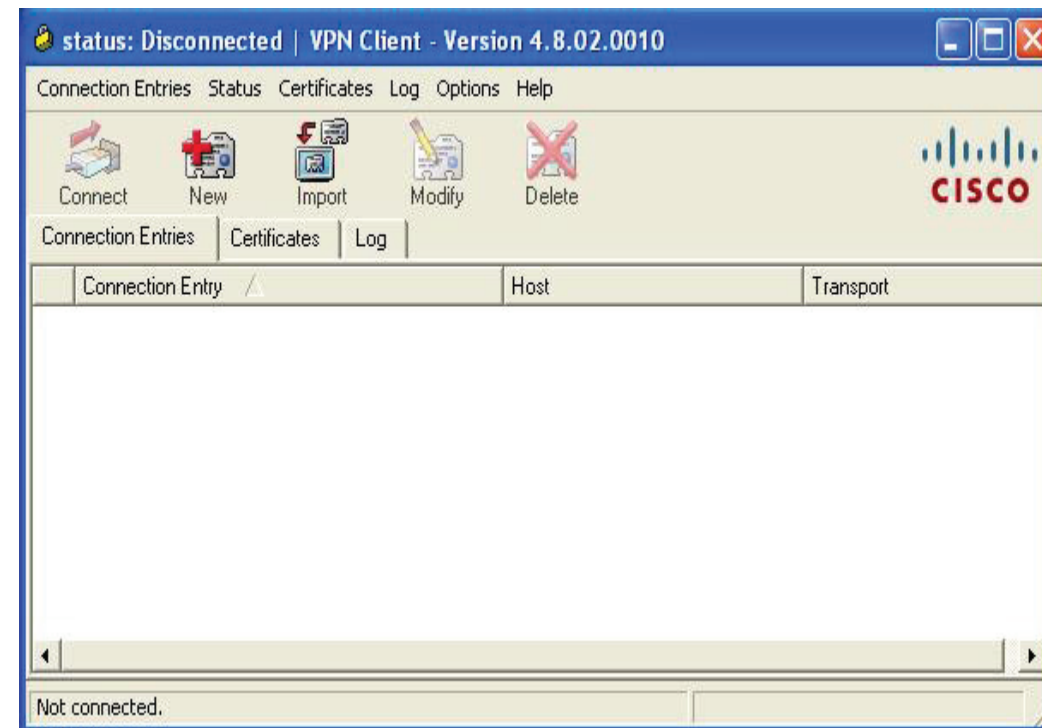 status: Disconnected | VPN Client - Version 4.8.02.0010
Connection Entries Status Certificates Log Options Help
Connect New Import Modify Delete
CISCO
Connection Entries Certificates Log
Connection Entry Host Transport
Not connected.